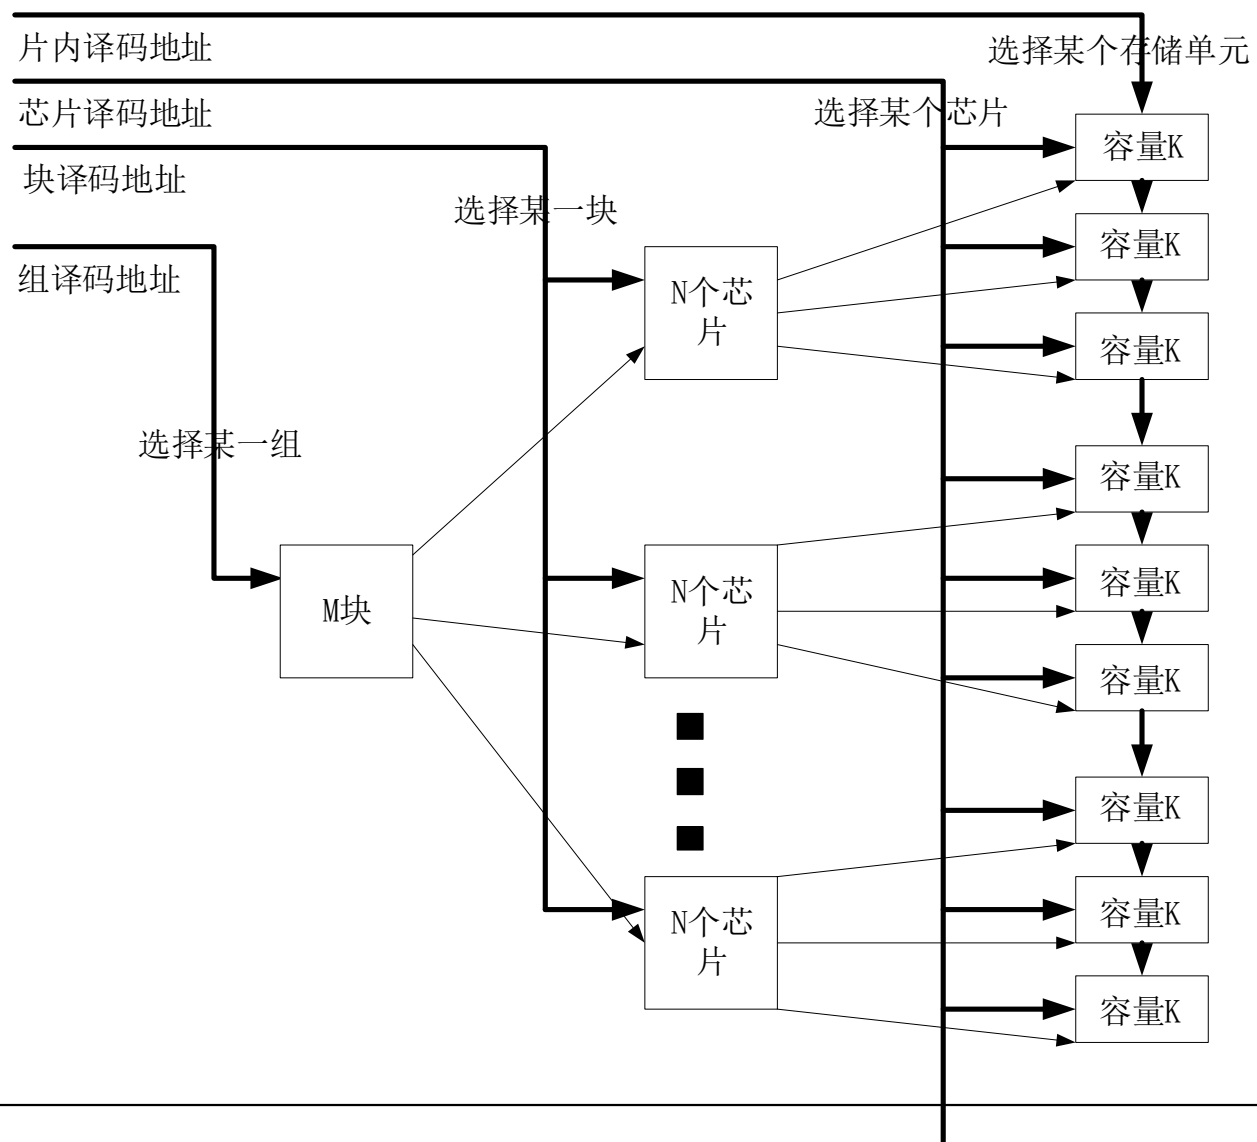 片内译码地址
选择某个存储单元
芯片译码地址
选择某个芯片
容量K
块译码地址
选择某一块
容量K
组译码地址
N个芯
片
容量K
选择某一组
容量K
M块
N个芯
片
容量K
容量K
容量K
N个芯
片
容量K
容量K